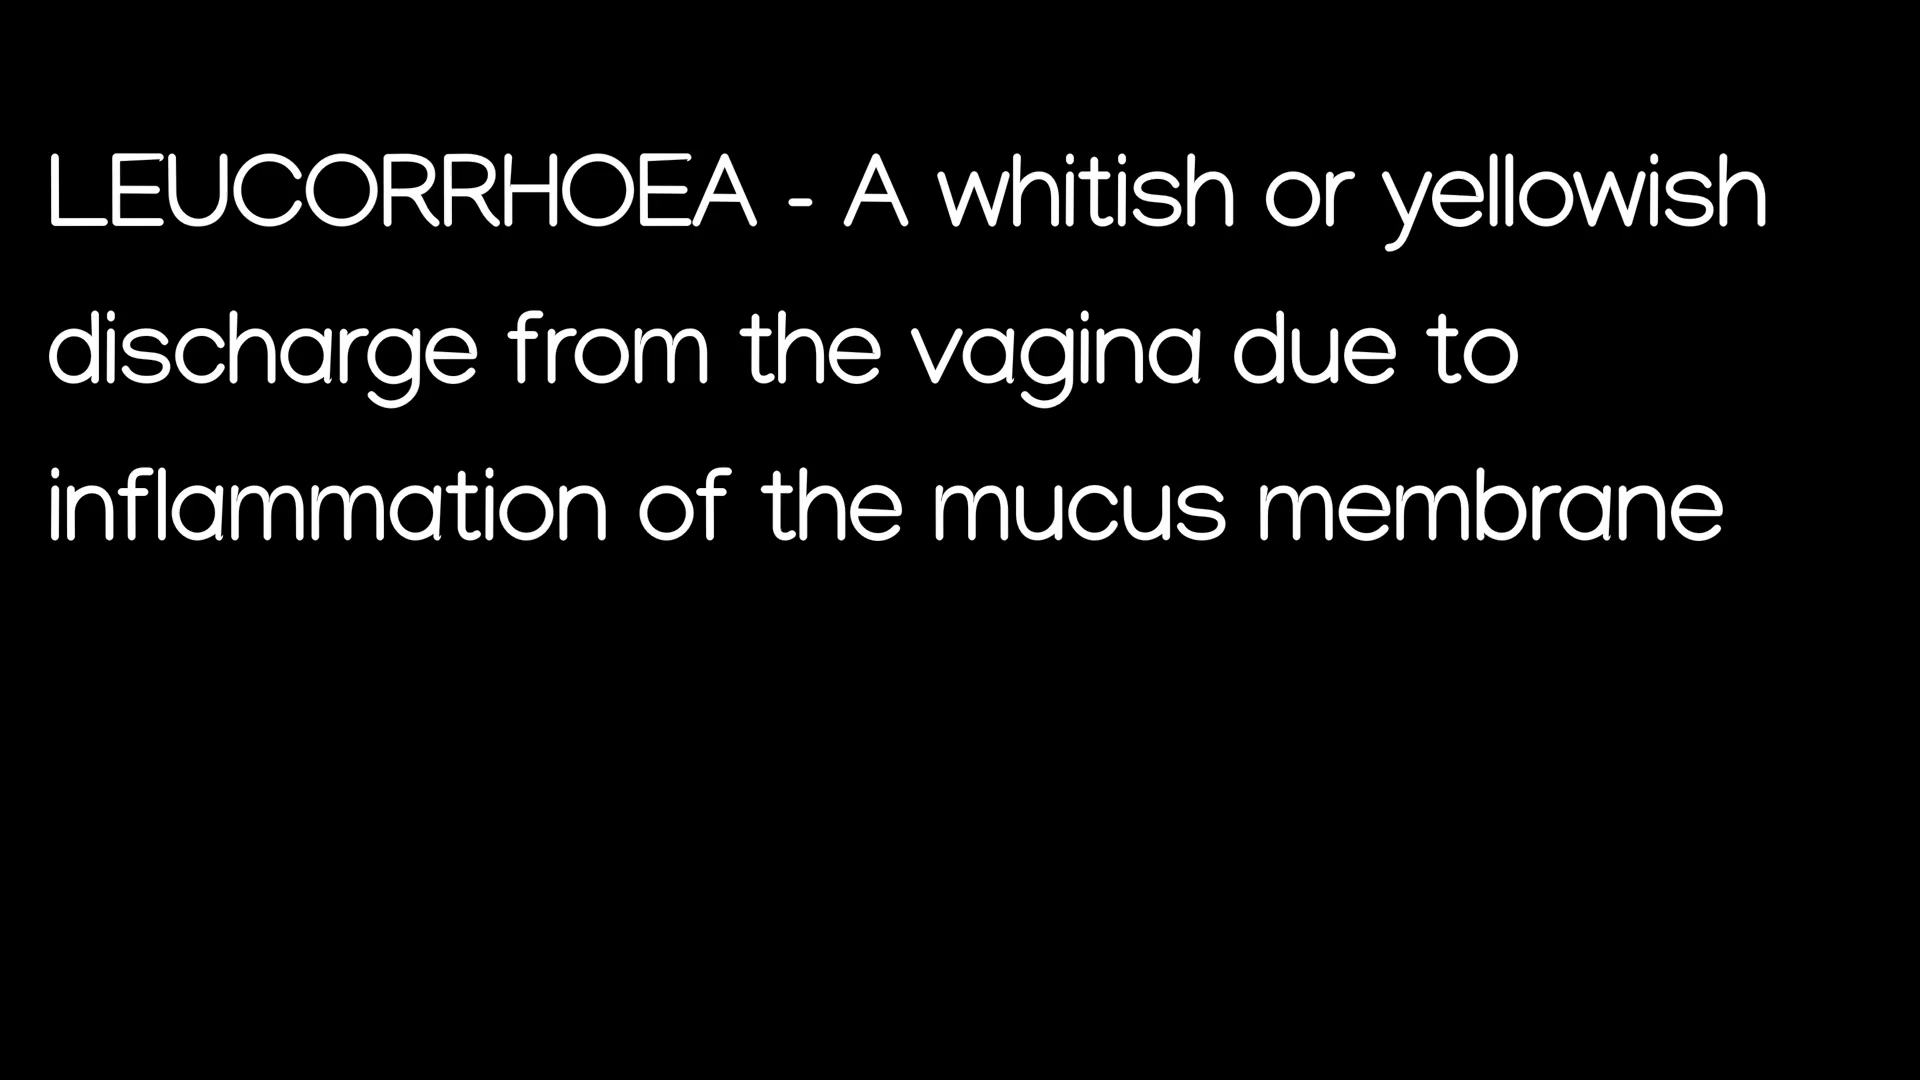 LEUCORRHOEA - A whitish or yellowish
discharge from the vagina due to
inflammation of the mucus membrane